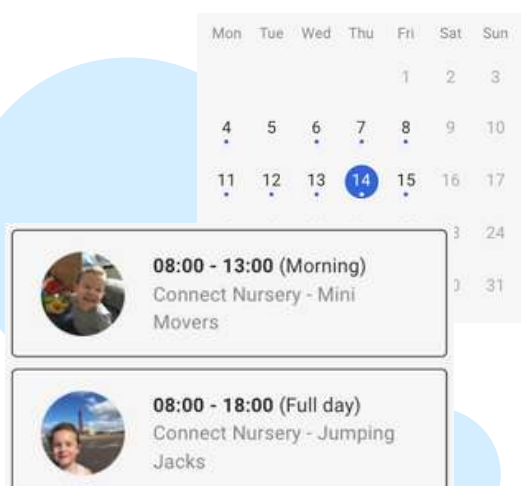 Mon Tue Wed Thu Fri Sat Sun
1 2 3
4 5 6 7 8 9 10
11 12 13 14 15 16 17
24
31
08:00 - 13:00 (Morning)
Connect Nursery - Mini
Movers
08:00 - 18:00 (Full day)
Connect Nursery - Jumping
Jacks